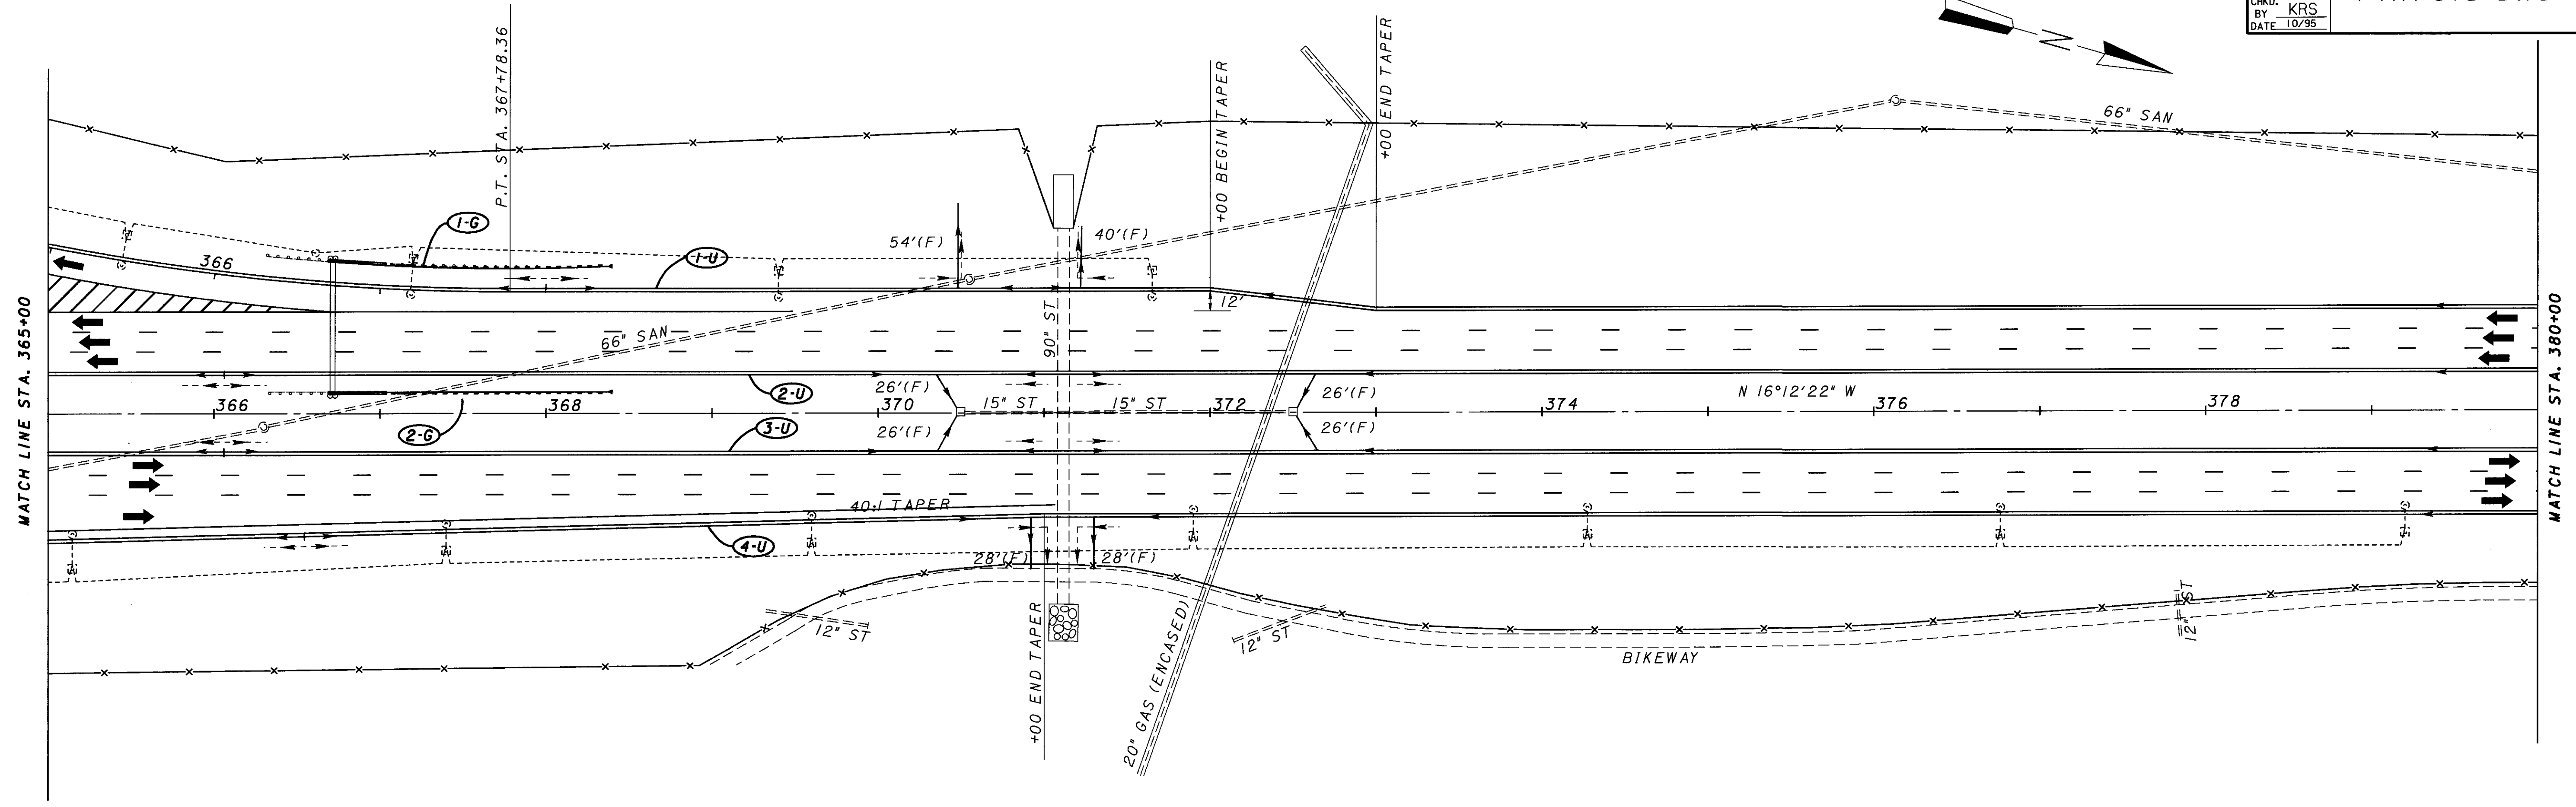 CHKD.
BY KRS
DATE 10/95
N
MATCH LINE STA. 365+00
MATCH LINE STA. 380+00
P.T. STA. 367+78.36
+00 BEGIN TAPER
+00 END TAPER
66" SAN
1-G
366
1-U
54'(F)
40'(F)
12'
66" SAN
90" ST
2-U
26'(F)
26'(F)
N 16°12'22" W
366
368
370
15" ST
15" ST
372
374
376
378
2-G
3-U
26'(F)
26'(F)
40:1 TAPER
4-U
28'(F)
28'(F)
12" ST
12" ST
12" ST
BIKEWAY
+00 END TAPER
20" GAS (ENCASED)